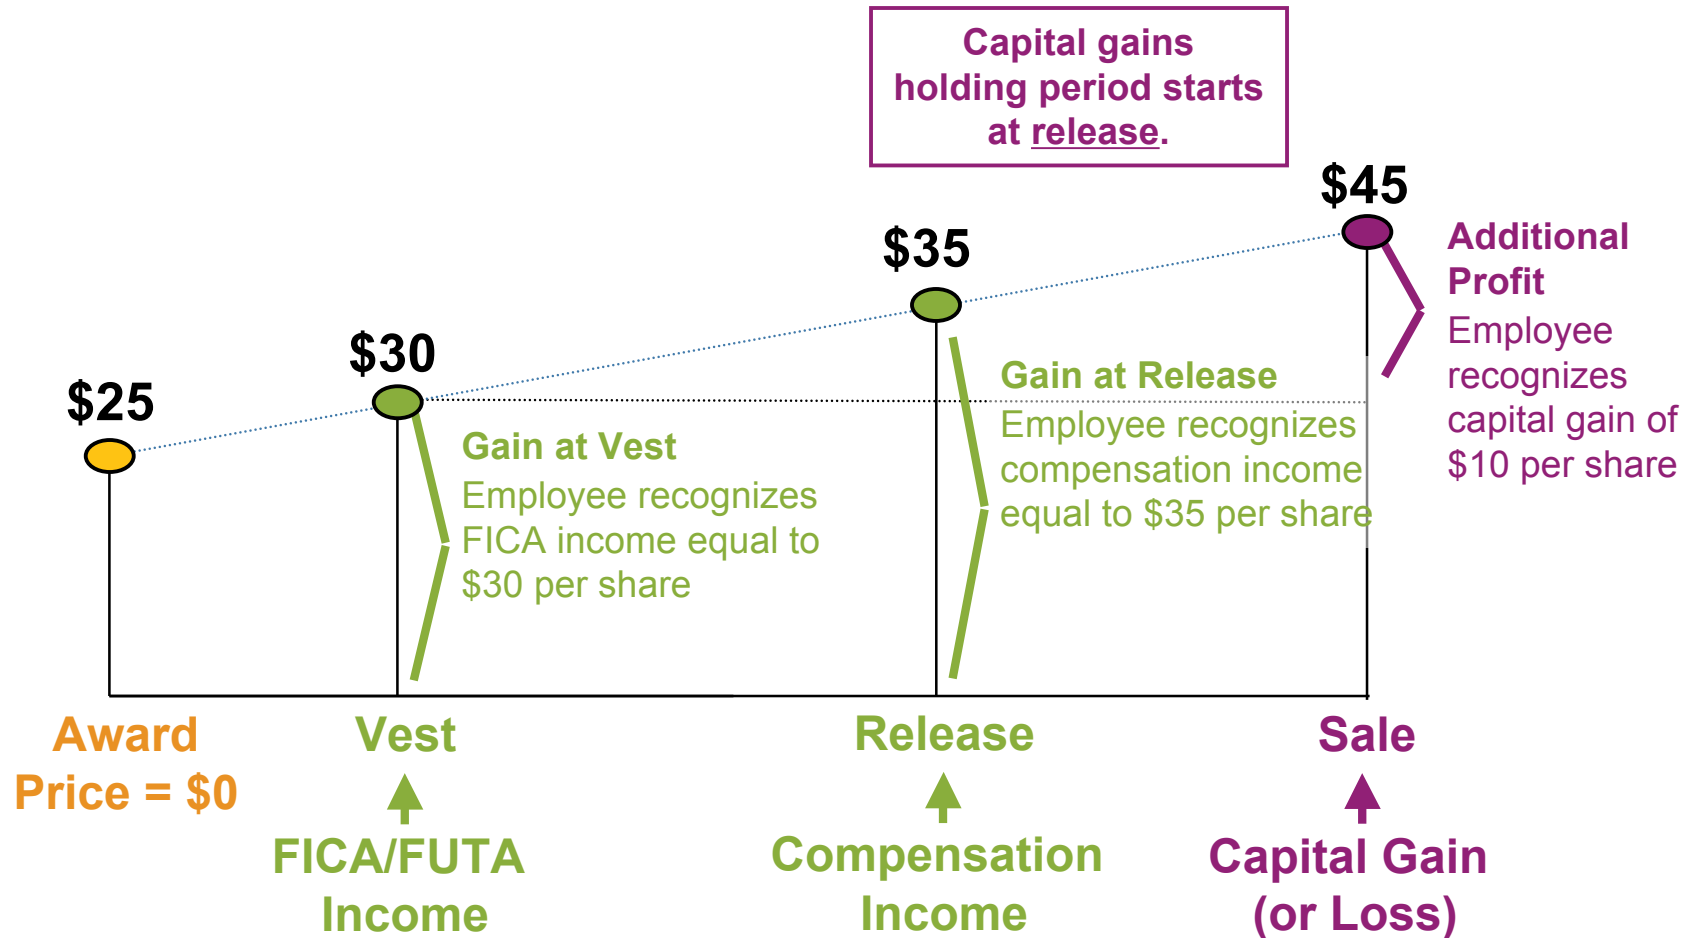 Capital gains
holding period starts
at release.
$45
$35
$30
$25
Additional
Profit
Employee
recognizes
capital gain of
$10 per share
Gain at Release
Employee recognizes
compensation income
equal to $35 per share
Gain at Vest
Employee recognizes
FICA income equal to
$30 per share
Award
Price = $0
Vest
Release
Sale
FICA/FUTA
Income
Compensation
Income
Capital Gain
(or Loss)